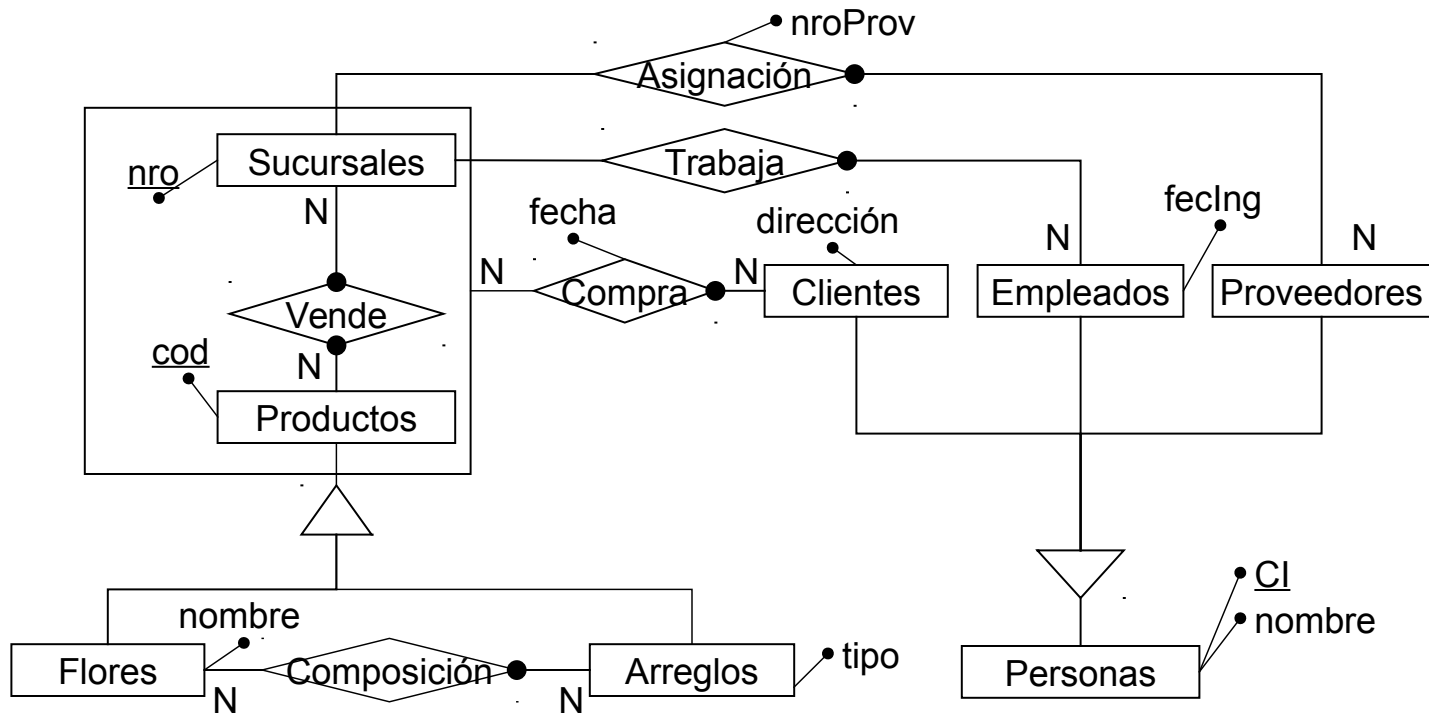 nroProv
Asignación
Sucursales
Trabaja
nro
N
fecha
dirección
fecIng
N
N
N
N
Compra
Clientes
Empleados
Proveedores
Vende
cod
N
Productos
nombre
CI
nombre
Flores
Composición
Arreglos
tipo
Personas
N
N